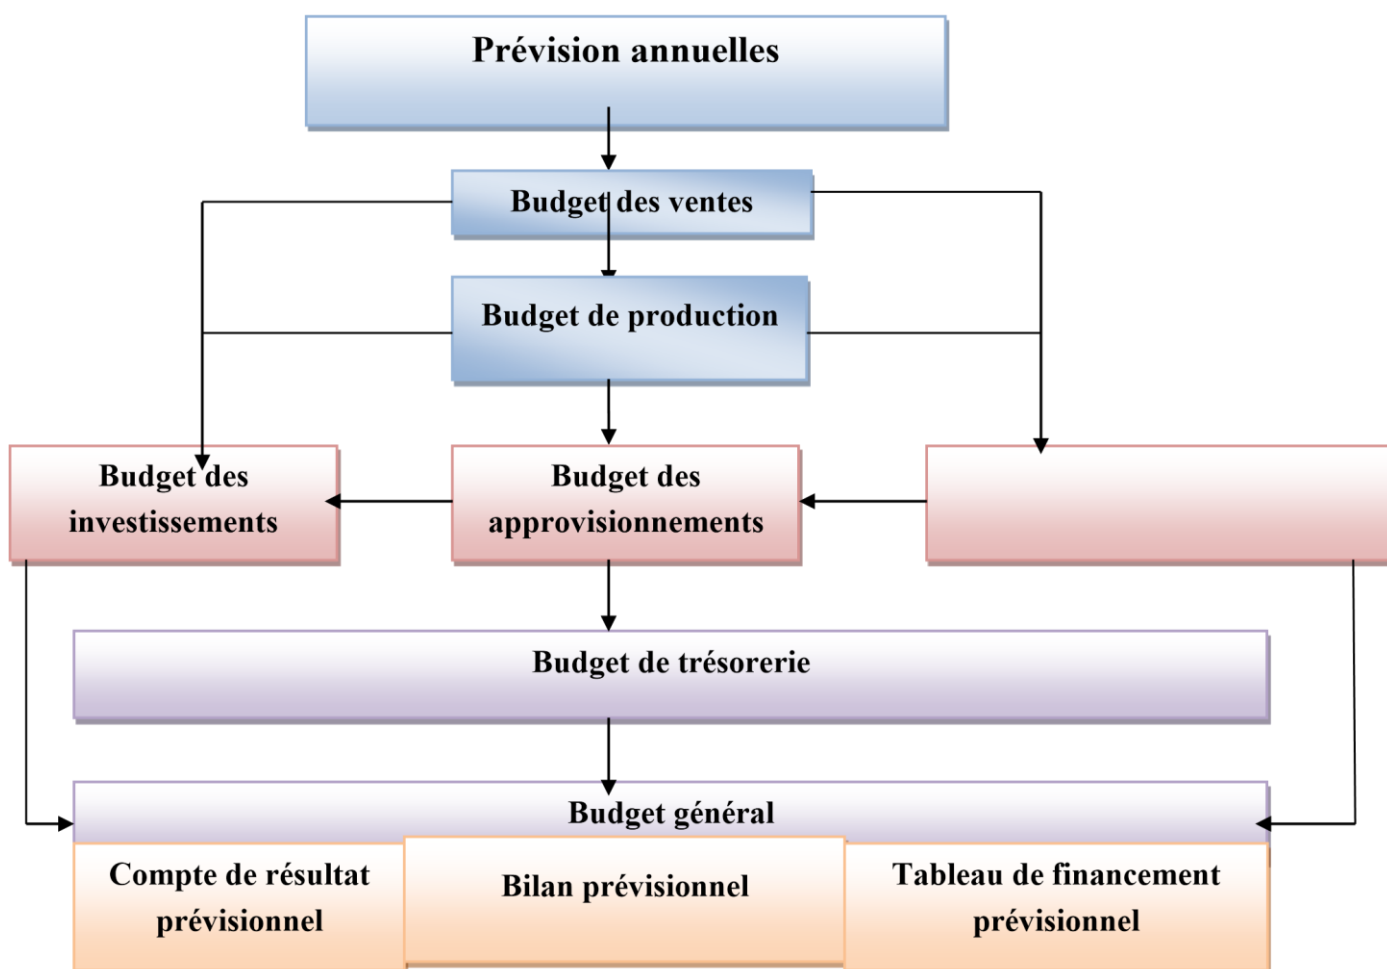 Prévision annuelles
Budget des ventes
Budget de production
Budget des
investissements
Budget des
approvisionnements
Budget de trésorerie
Budget général
Compte de résultat
prévisionnel
Bilan prévisionnel
Tableau de financement
prévisionnel